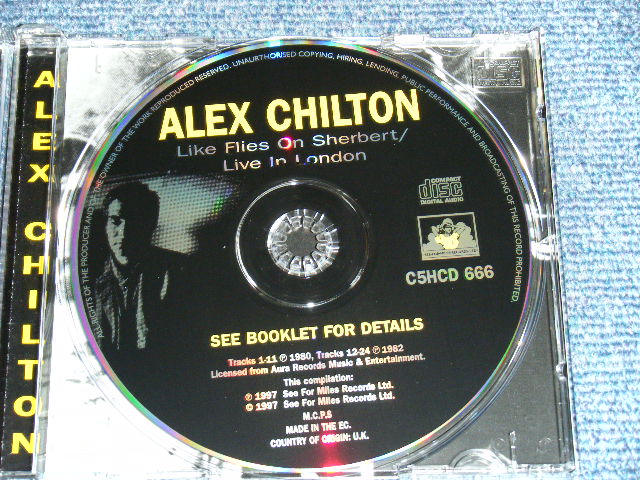 ALEX CHILTON
ALL RIGHTS OF THE PRODUCER AND OF THE OWNER OF THE WORK REPRODUCED RESERVED. UNAUTHORISED COPYING, HIRING, LENDING, PUBLIC PERFORMANCE AND BROADCASTING OF THIS RECORD PROHIBITED.
ALEX CHILTON
Like Flies On Sherbert/
Live In London
COMPACT
disc
DIGITAL AUDIO
C5HCD 666
SEE BOOKLET FOR DETAILS
Tracks 1-11 ℗ 1980, Tracks 12-24 ℗ 1982
Licensed from Aura Records Music & Entertainment.
This compilation:
℗ 1997 See For Miles Records Ltd.
© 1997 See For Miles Records Ltd.
M.C.P.S
MADE IN THE EC.
COUNTRY OF ORIGIN: U.K.